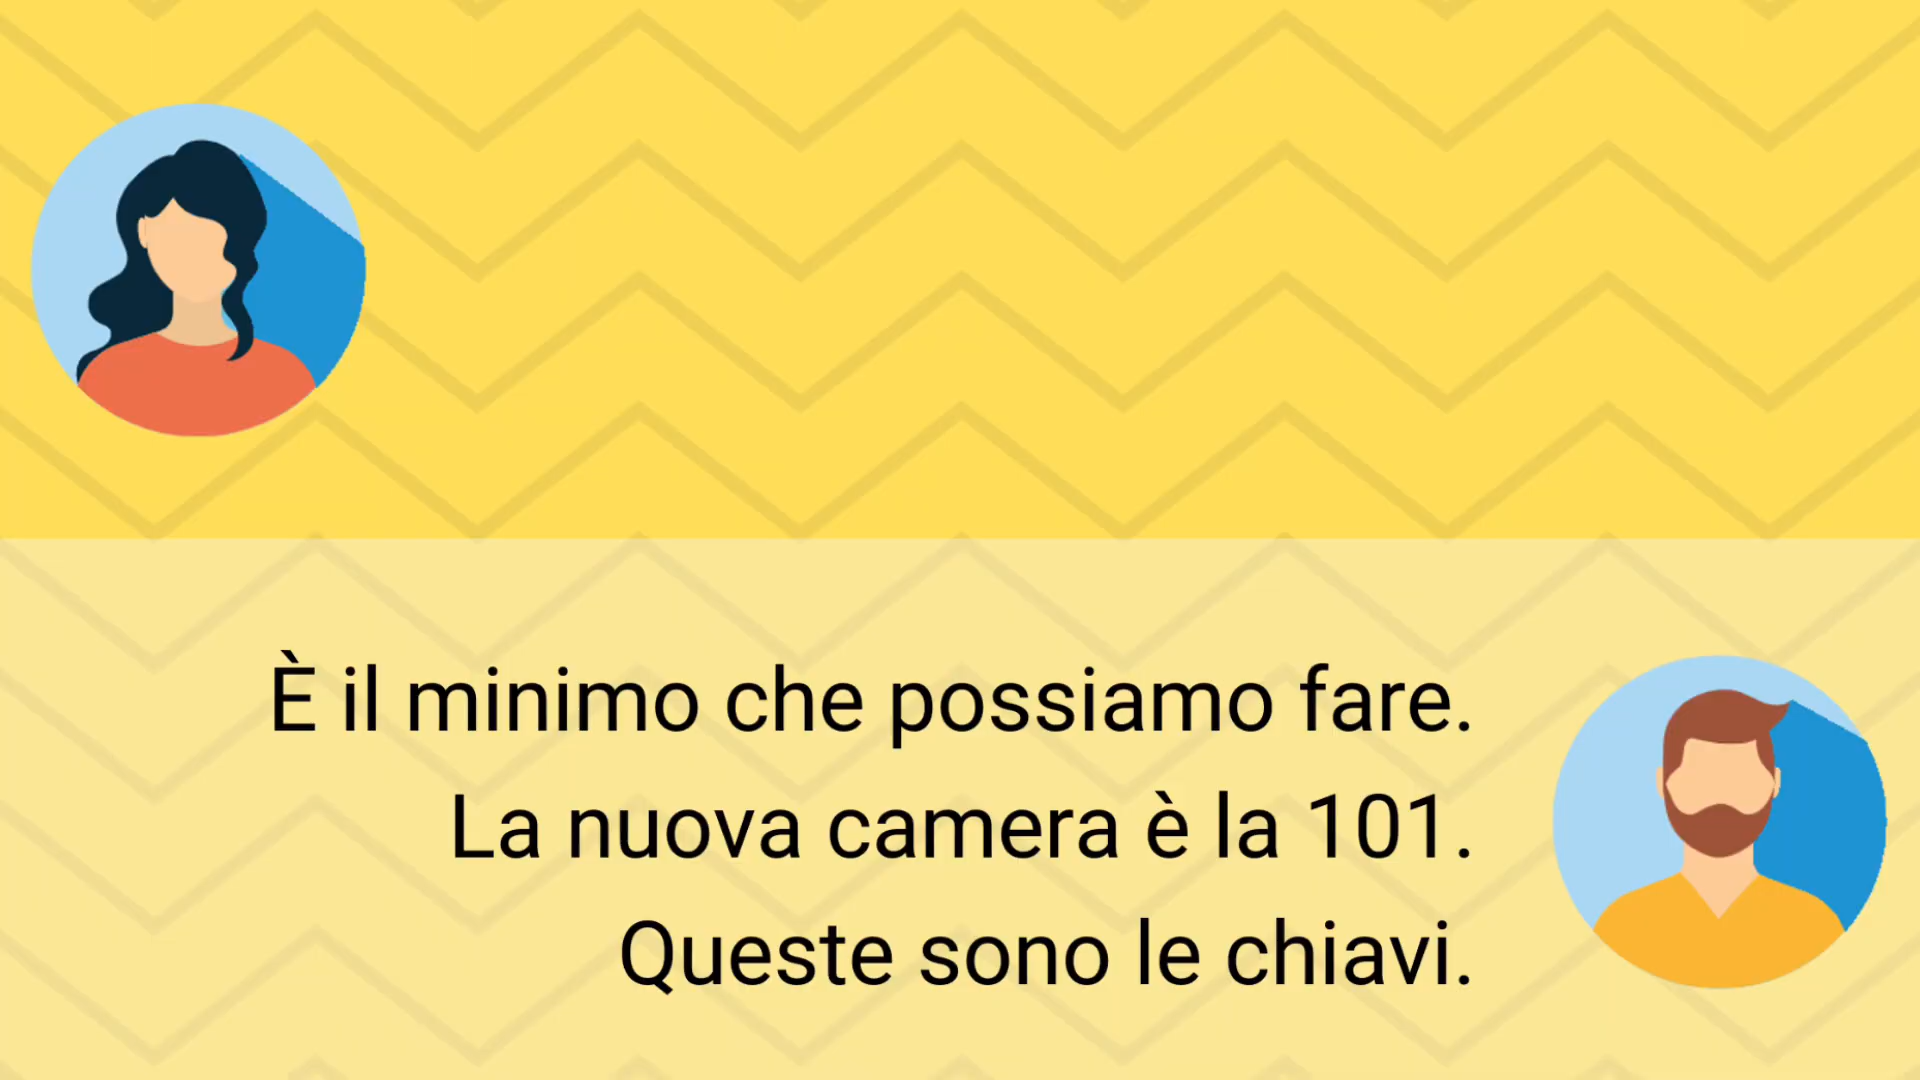 È il minimo che possiamo fare.
La nuova camera è la 101.
Queste sono le chiavi.